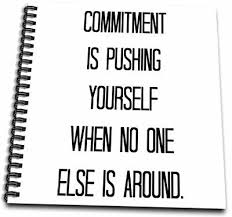 COMMITMENT
IS PUSHING
YOURSELF
WHEN NO ONE
ELSE IS AROUND.